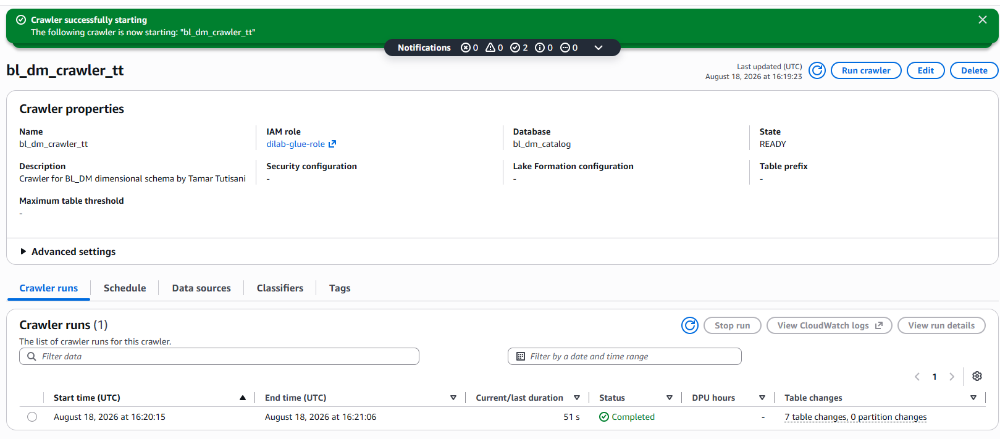 Crawler successfully starting
The following crawler is now starting: "bl_dm_crawler_tt"
Notifications 0 0 2 0 0
bl_dm_crawler_tt
Last updated (UTC)
August 18, 2026 at 16:19:23
Run crawler
Edit
Delete
Crawler properties
Name
bl_dm_crawler_tt
IAM role
dilab-glue-role
Database
bl_dm_catalog
State
READY
Description
Crawler for BL_DM dimensional schema by Tamar Tutisani
Security configuration
-
Lake Formation configuration
-
Table prefix
-
Maximum table threshold
-
Advanced settings
Crawler runs
Schedule
Data sources
Classifiers
Tags
Crawler runs (1)
The list of crawler runs for this crawler.
Stop run
View CloudWatch logs
View run details
Filter data
Filter by a date and time range
1
Start time (UTC) End time (UTC) Current/last duration Status DPU hours Table changes
August 18, 2026 at 16:20:15 August 18, 2026 at 16:21:06 51 s Completed - 7 table changes, 0 partition changes